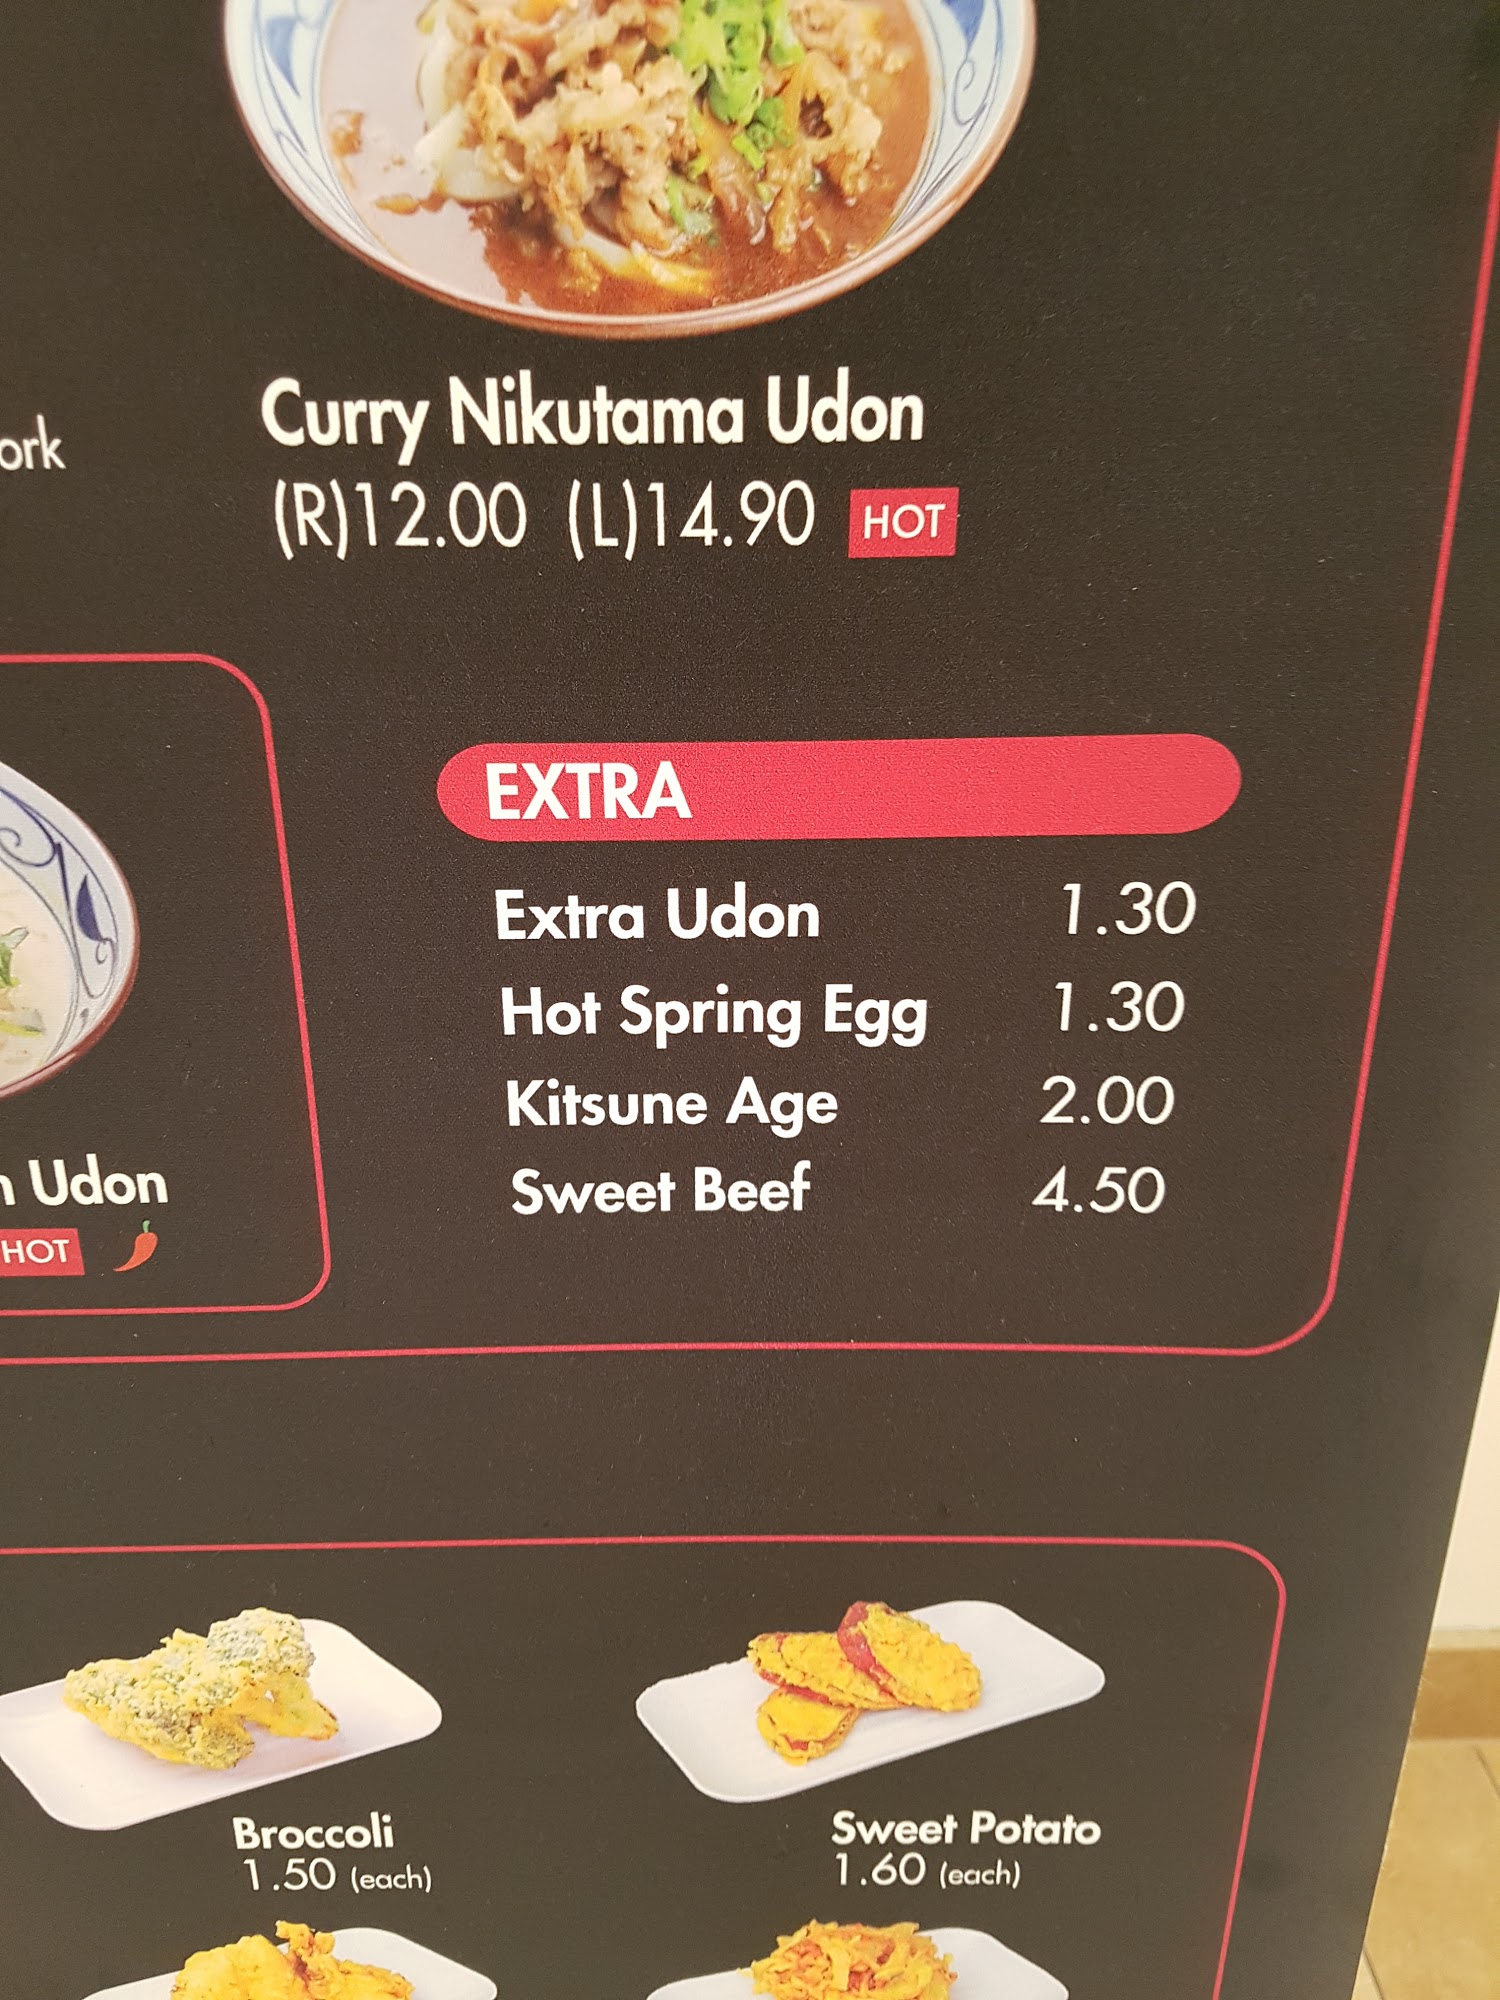 Curry Nikutama Udon
(R)12.00 (L)14.90 HOT
EXTRA
Extra Udon 1.30
Hot Spring Egg 1.30
Kitsune Age 2.00
Sweet Beef 4.50
Udon
HOT
Broccoli
1.50 (each)
Sweet Potato
1.60 (each)